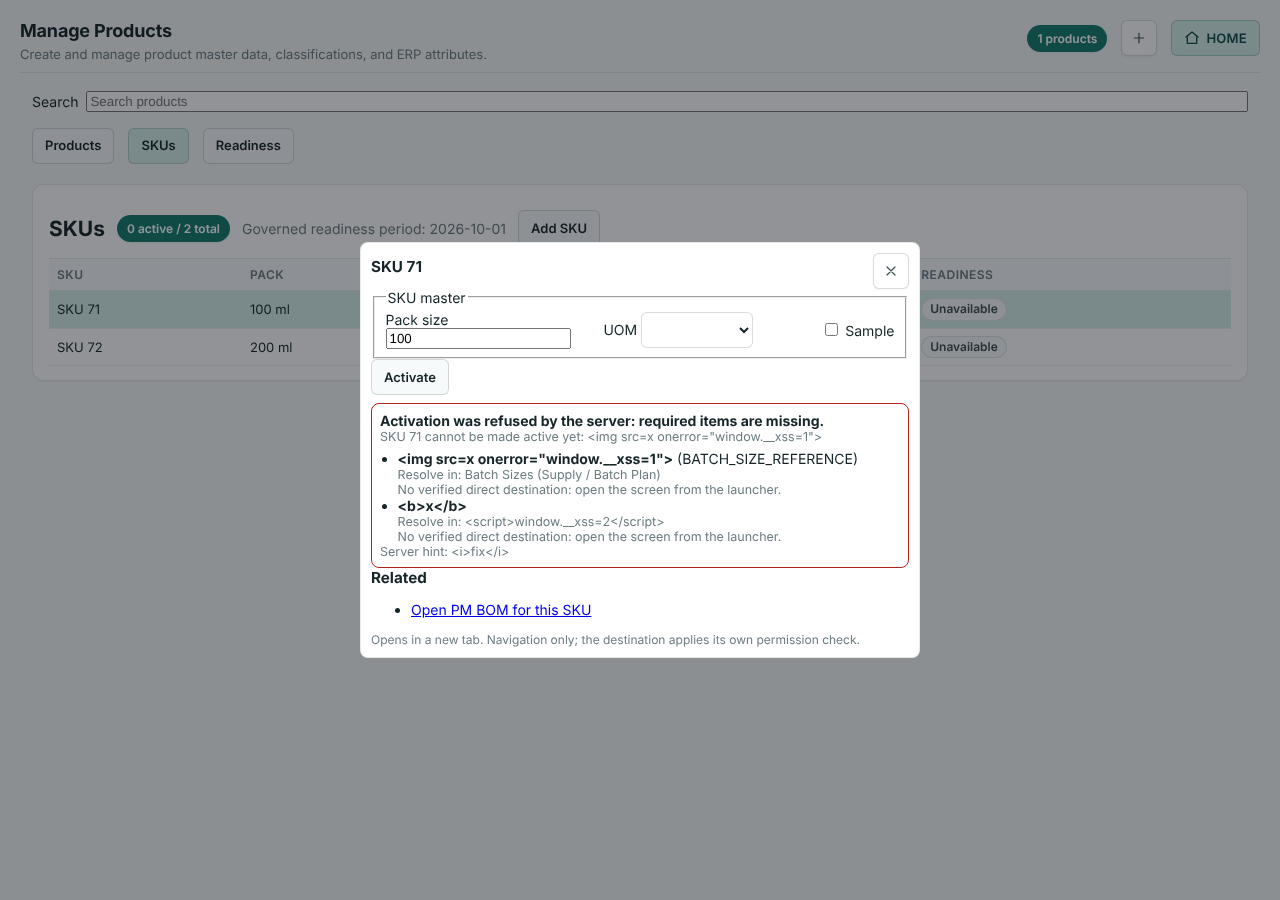 Manage Products
Create and manage product master data, classifications, and ERP attributes.
1 products
HOME
Search
Search products
Products
SKUs
Readiness
SKUs
0 active / 2 total
Governed readiness period: 2026-10-01
Add SKU
SKU
PACK
READINESS
SKU 71
100 ml
Unavailable
SKU 72
200 ml
Unavailable
SKU 71
SKU master
Pack size
100
UOM
Sample
Activate
Activation was refused by the server: required items are missing.
SKU 71 cannot be made active yet: <img src=x onerror="window.__xss=1">
<img src=x onerror="window.__xss=1"> (BATCH_SIZE_REFERENCE)
Resolve in: Batch Sizes (Supply / Batch Plan)
No verified direct destination: open the screen from the launcher.
<b>x</b>
Resolve in: <script>window.__xss=2</script>
No verified direct destination: open the screen from the launcher.
Server hint: <i>fix</i>
Related
Open PM BOM for this SKU
Opens in a new tab. Navigation only; the destination applies its own permission check.